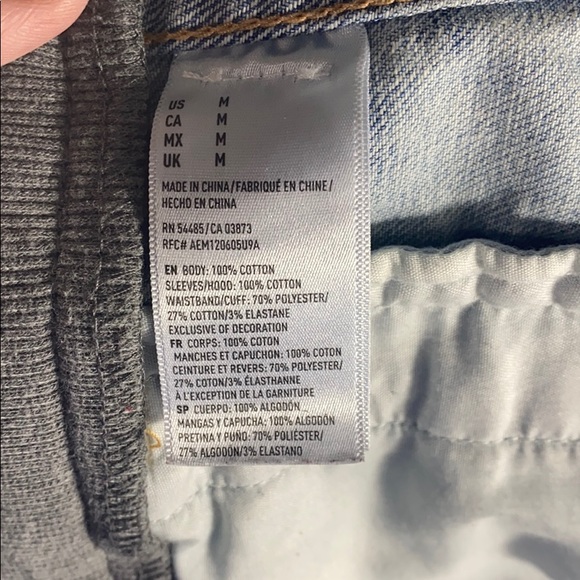 US M
CA M
MX M
UK M
MADE IN CHINA/FABRIQUÉ EN CHINE/
HECHO EN CHINA
RN 54485/CA 03873
RFC# AEM120605U9A
EN BODY: 100% COTTON
SLEEVES/HOOD: 100% COTTON
WAISTBAND/CUFF: 70% POLYESTER/
27% COTTON/3% ELASTANE
EXCLUSIVE OF DECORATION
FR CORPS: 100% COTON
MANCHES ET CAPUCHON: 100% COTON
CEINTURE ET REVERS: 70% POLYESTER/
27% COTON/3% ÉLASTHANNE
À L'EXCEPTION DE LA GARNITURE
SP CUERPO: 100% ALGODÓN
MANGAS Y CAPUCHA: 100% ALGODÓN
PRETINA Y PUÑO: 70% POLIÉSTER/
27% ALGODÓN/3% ELASTANO